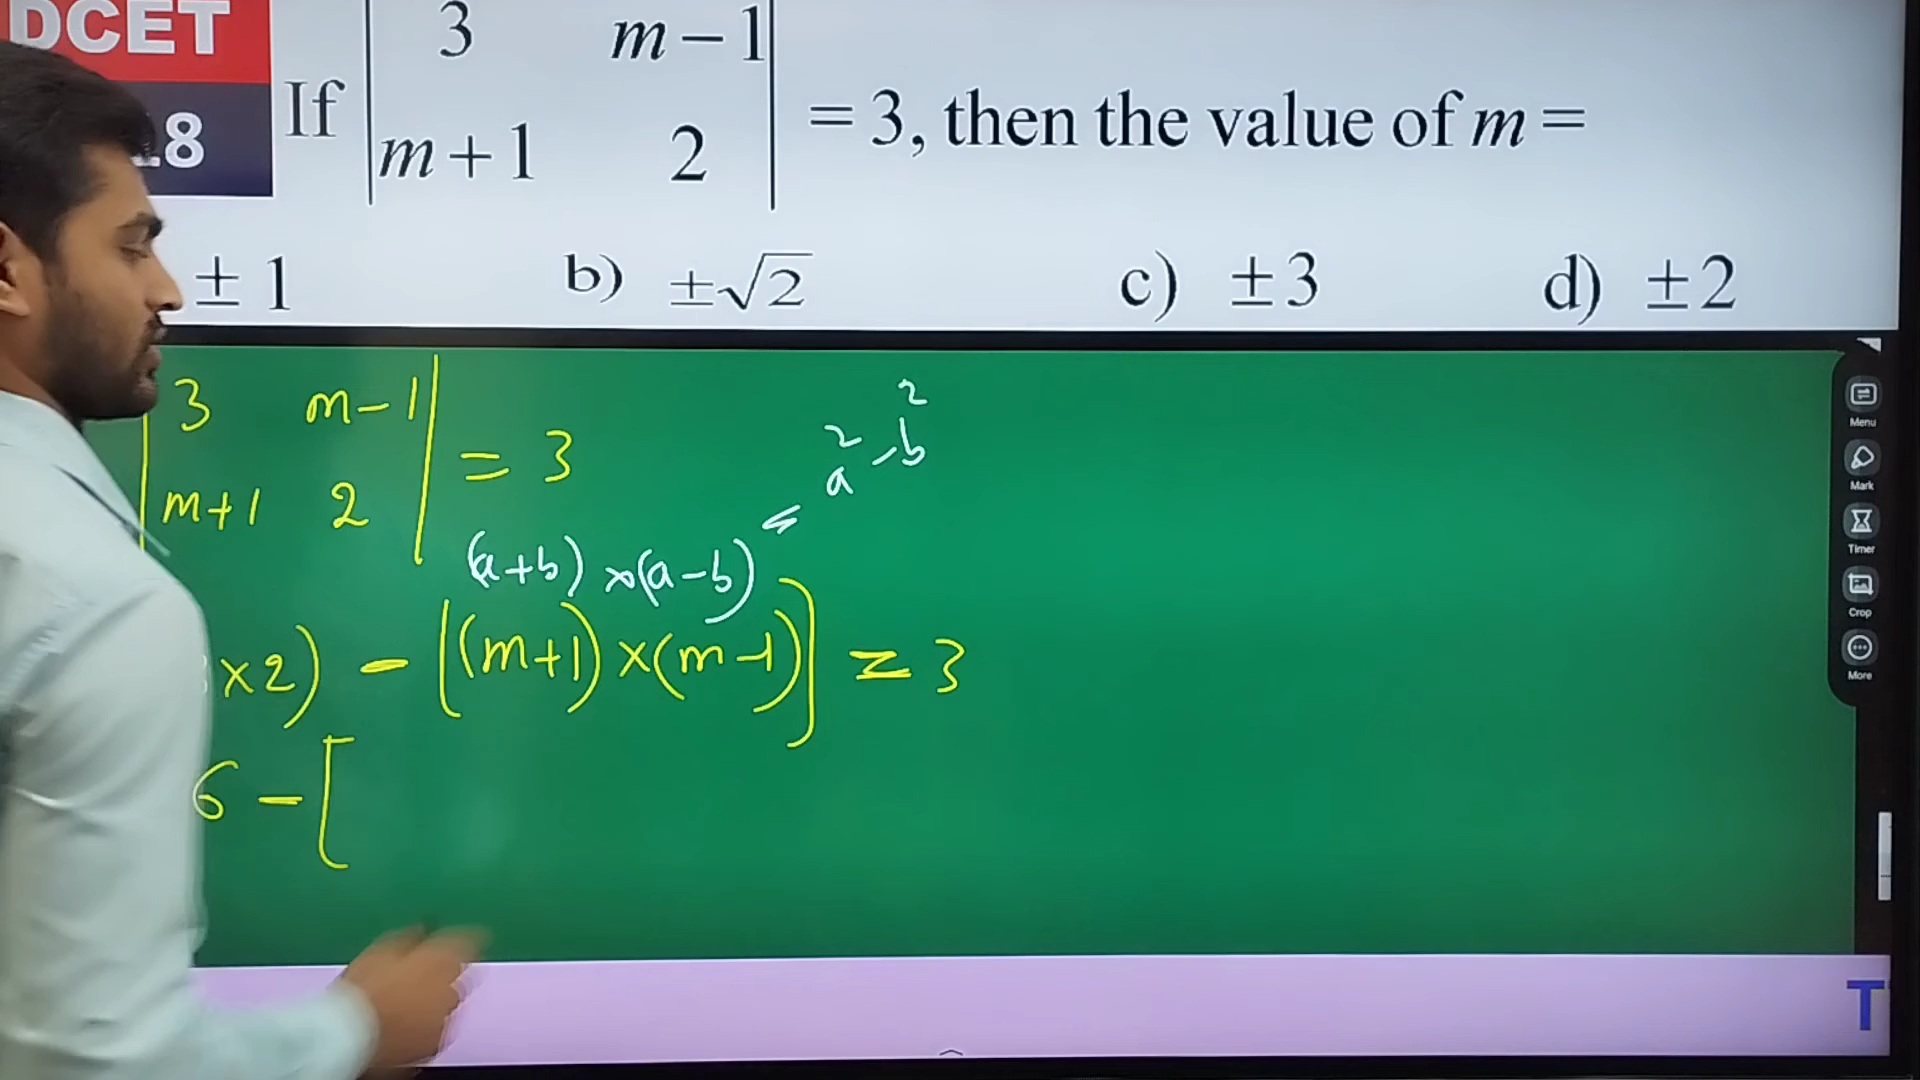 DCET
18
If | 3 m−1 |
| m+1 2 | = 3, then the value of m =
± 1 b) ±√2 c) ±3 d) ±2
| 3 m-1 |
| m+1 2 | = 3
(a+b) ×(a-b) = a² - b²
×2) - [(m+1) ×(m-1)] = 3
6 - [
Menu
Mark
Timer
Crop
More
T